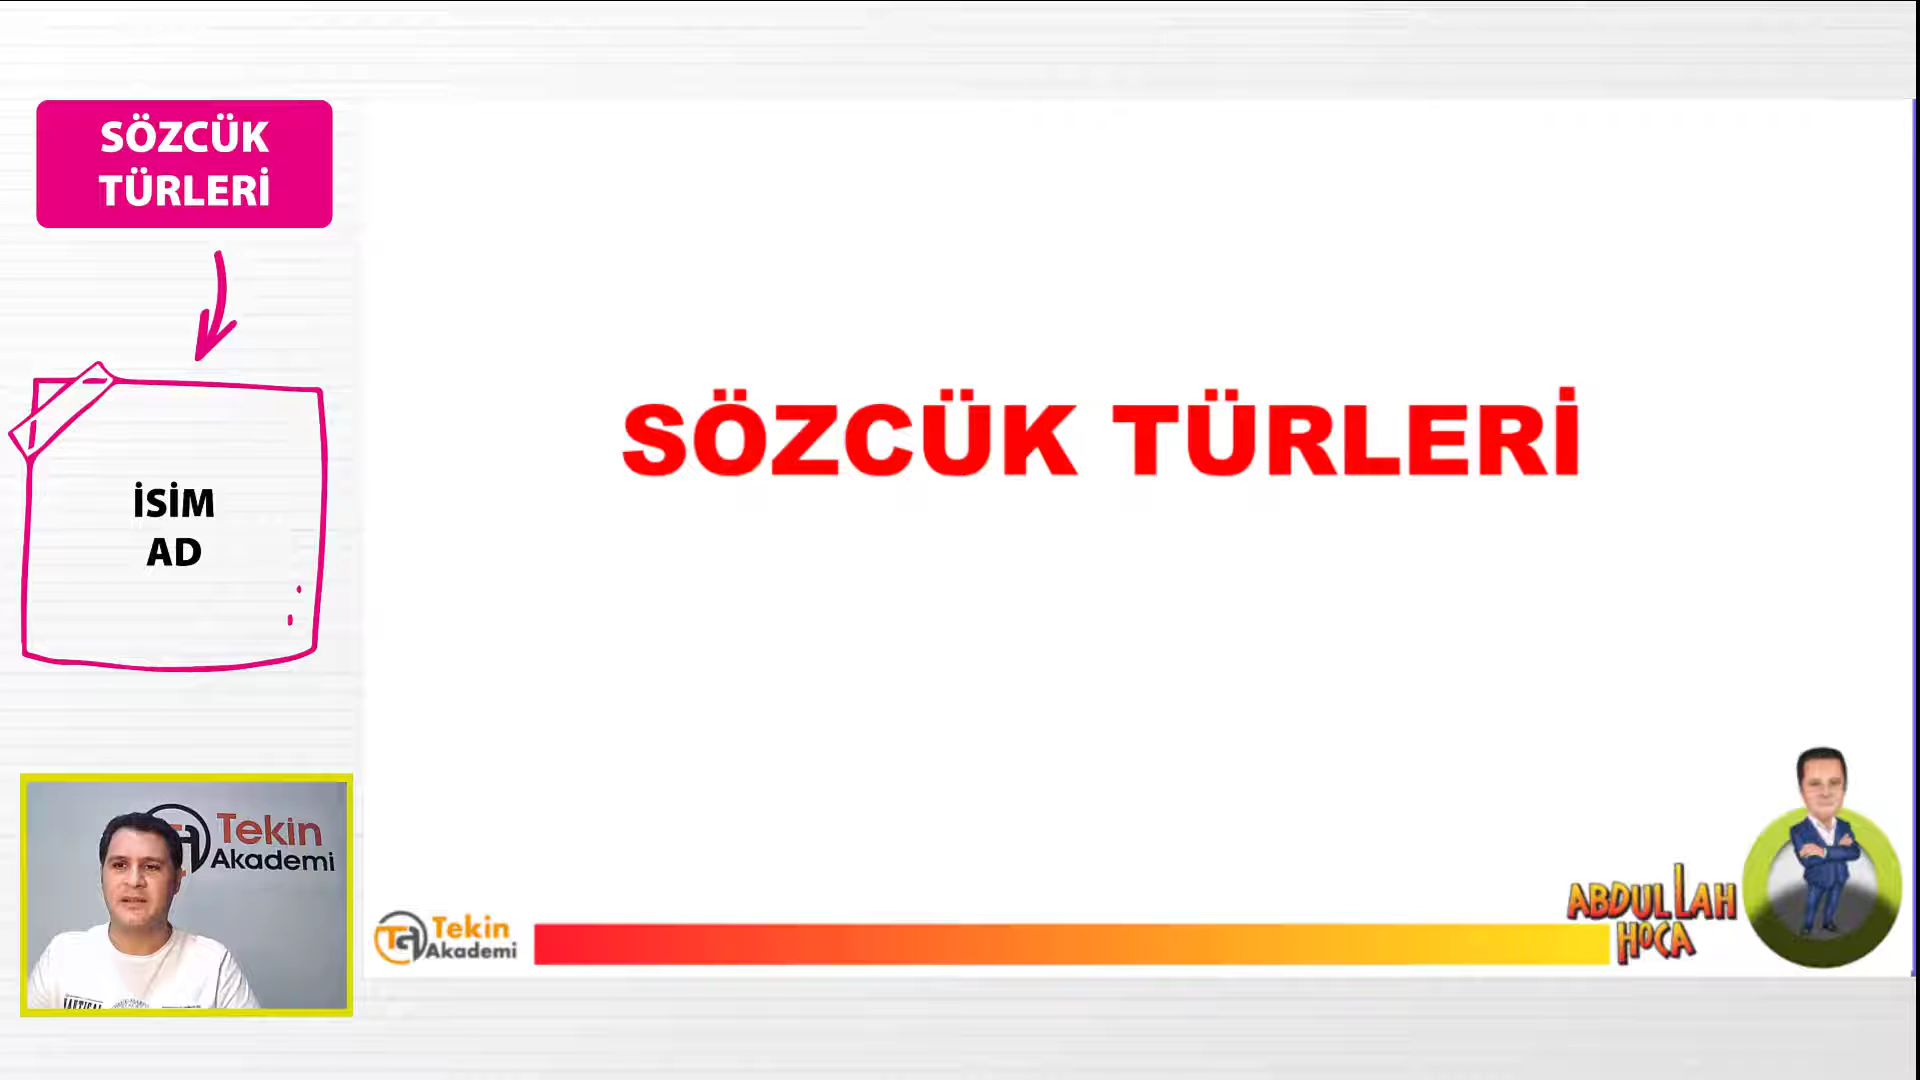 SÖZCÜK
TÜRLERİ
İSİM
AD
SÖZCÜK TÜRLERİ
Tekin
Akademi
Tekin
Akademi
ABDULLAH
HOCA